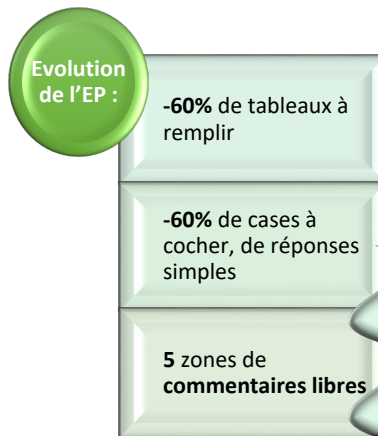 Evolution
de l’EP :
-60% de tableaux à
remplir
-60% de cases à
cocher, de réponses
simples
5 zones de
commentaires libres